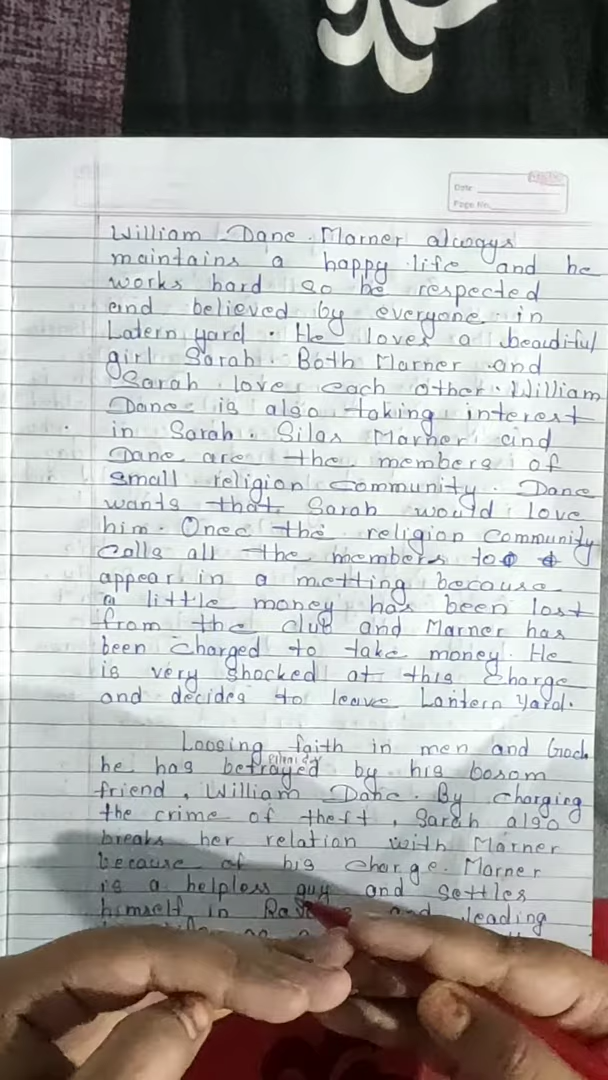 Date
Page No.
William Dane. Marner always
maintains a happy life and he
works hard so be respected
and believed by everyone in
Latern yard. He loves a beautiful
girl Sarah. Both Marner and
Sarah love each other. William
Dane is also taking interest
in Sarah. Silas Marner and
Dane are the members of
small religion community. Dane
wants that Sarah would love
him. Once the religion community
calls all the members to
appear in a metting because
a little money has been lost
from the club and Marner has
been charged to take money. He
is very shocked at this charge
and decides to leave Lantern Yard.
Loosing faith in men and God.
he has betrayed by his bosom
friend, William Dane. By charging
the crime of theft, Sarah also
breaks her relation with Marner
because of his charge. Marner
is a helpless guy and settles
himself in and leading